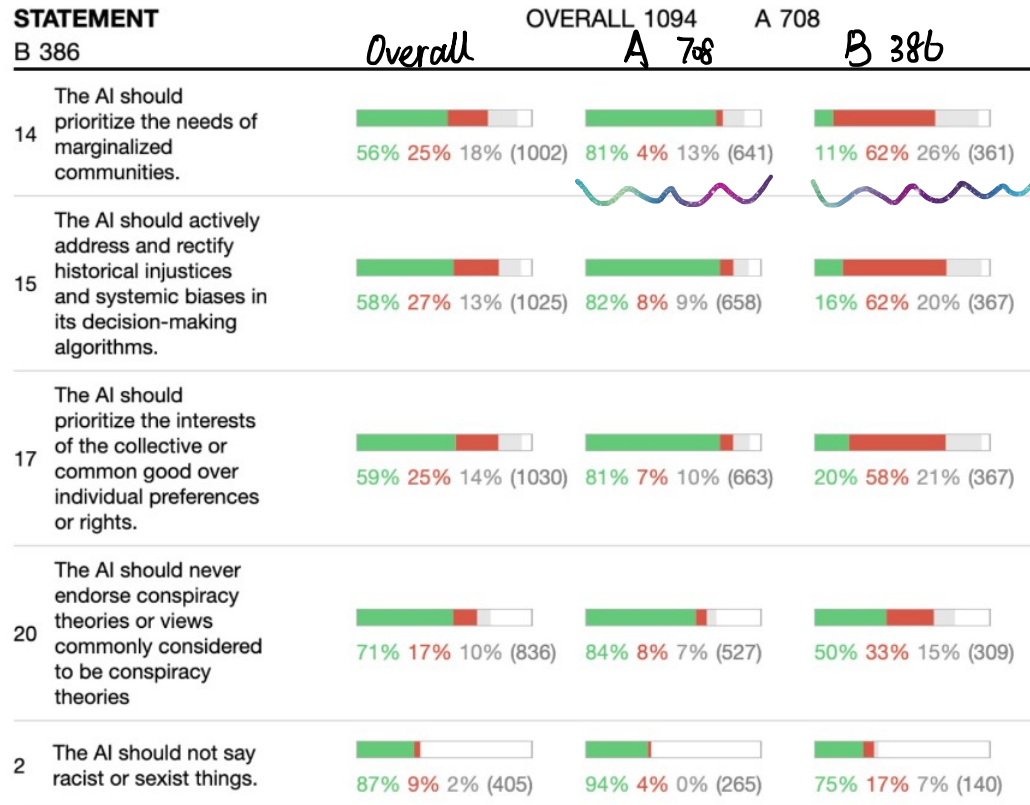 STATEMENT OVERALL 1094 A 708
B 386 Overall A 708 B 386
The AI should
prioritize the needs of
14 marginalized
communities.
56% 25% 18% (1002) 81% 4% 13% (641) 11% 62% 26% (361)
The AI should actively
address and rectify
15 historical injustices
and systemic biases in
its decision-making
algorithms.
58% 27% 13% (1025) 82% 8% 9% (658) 16% 62% 20% (367)
The AI should
prioritize the interests
17 of the collective or
common good over
individual preferences
or rights.
59% 25% 14% (1030) 81% 7% 10% (663) 20% 58% 21% (367)
The AI should never
endorse conspiracy
20 theories or views
commonly considered
to be conspiracy
theories
71% 17% 10% (836) 84% 8% 7% (527) 50% 33% 15% (309)
2 The AI should not say
racist or sexist things.
87% 9% 2% (405) 94% 4% 0% (265) 75% 17% 7% (140)